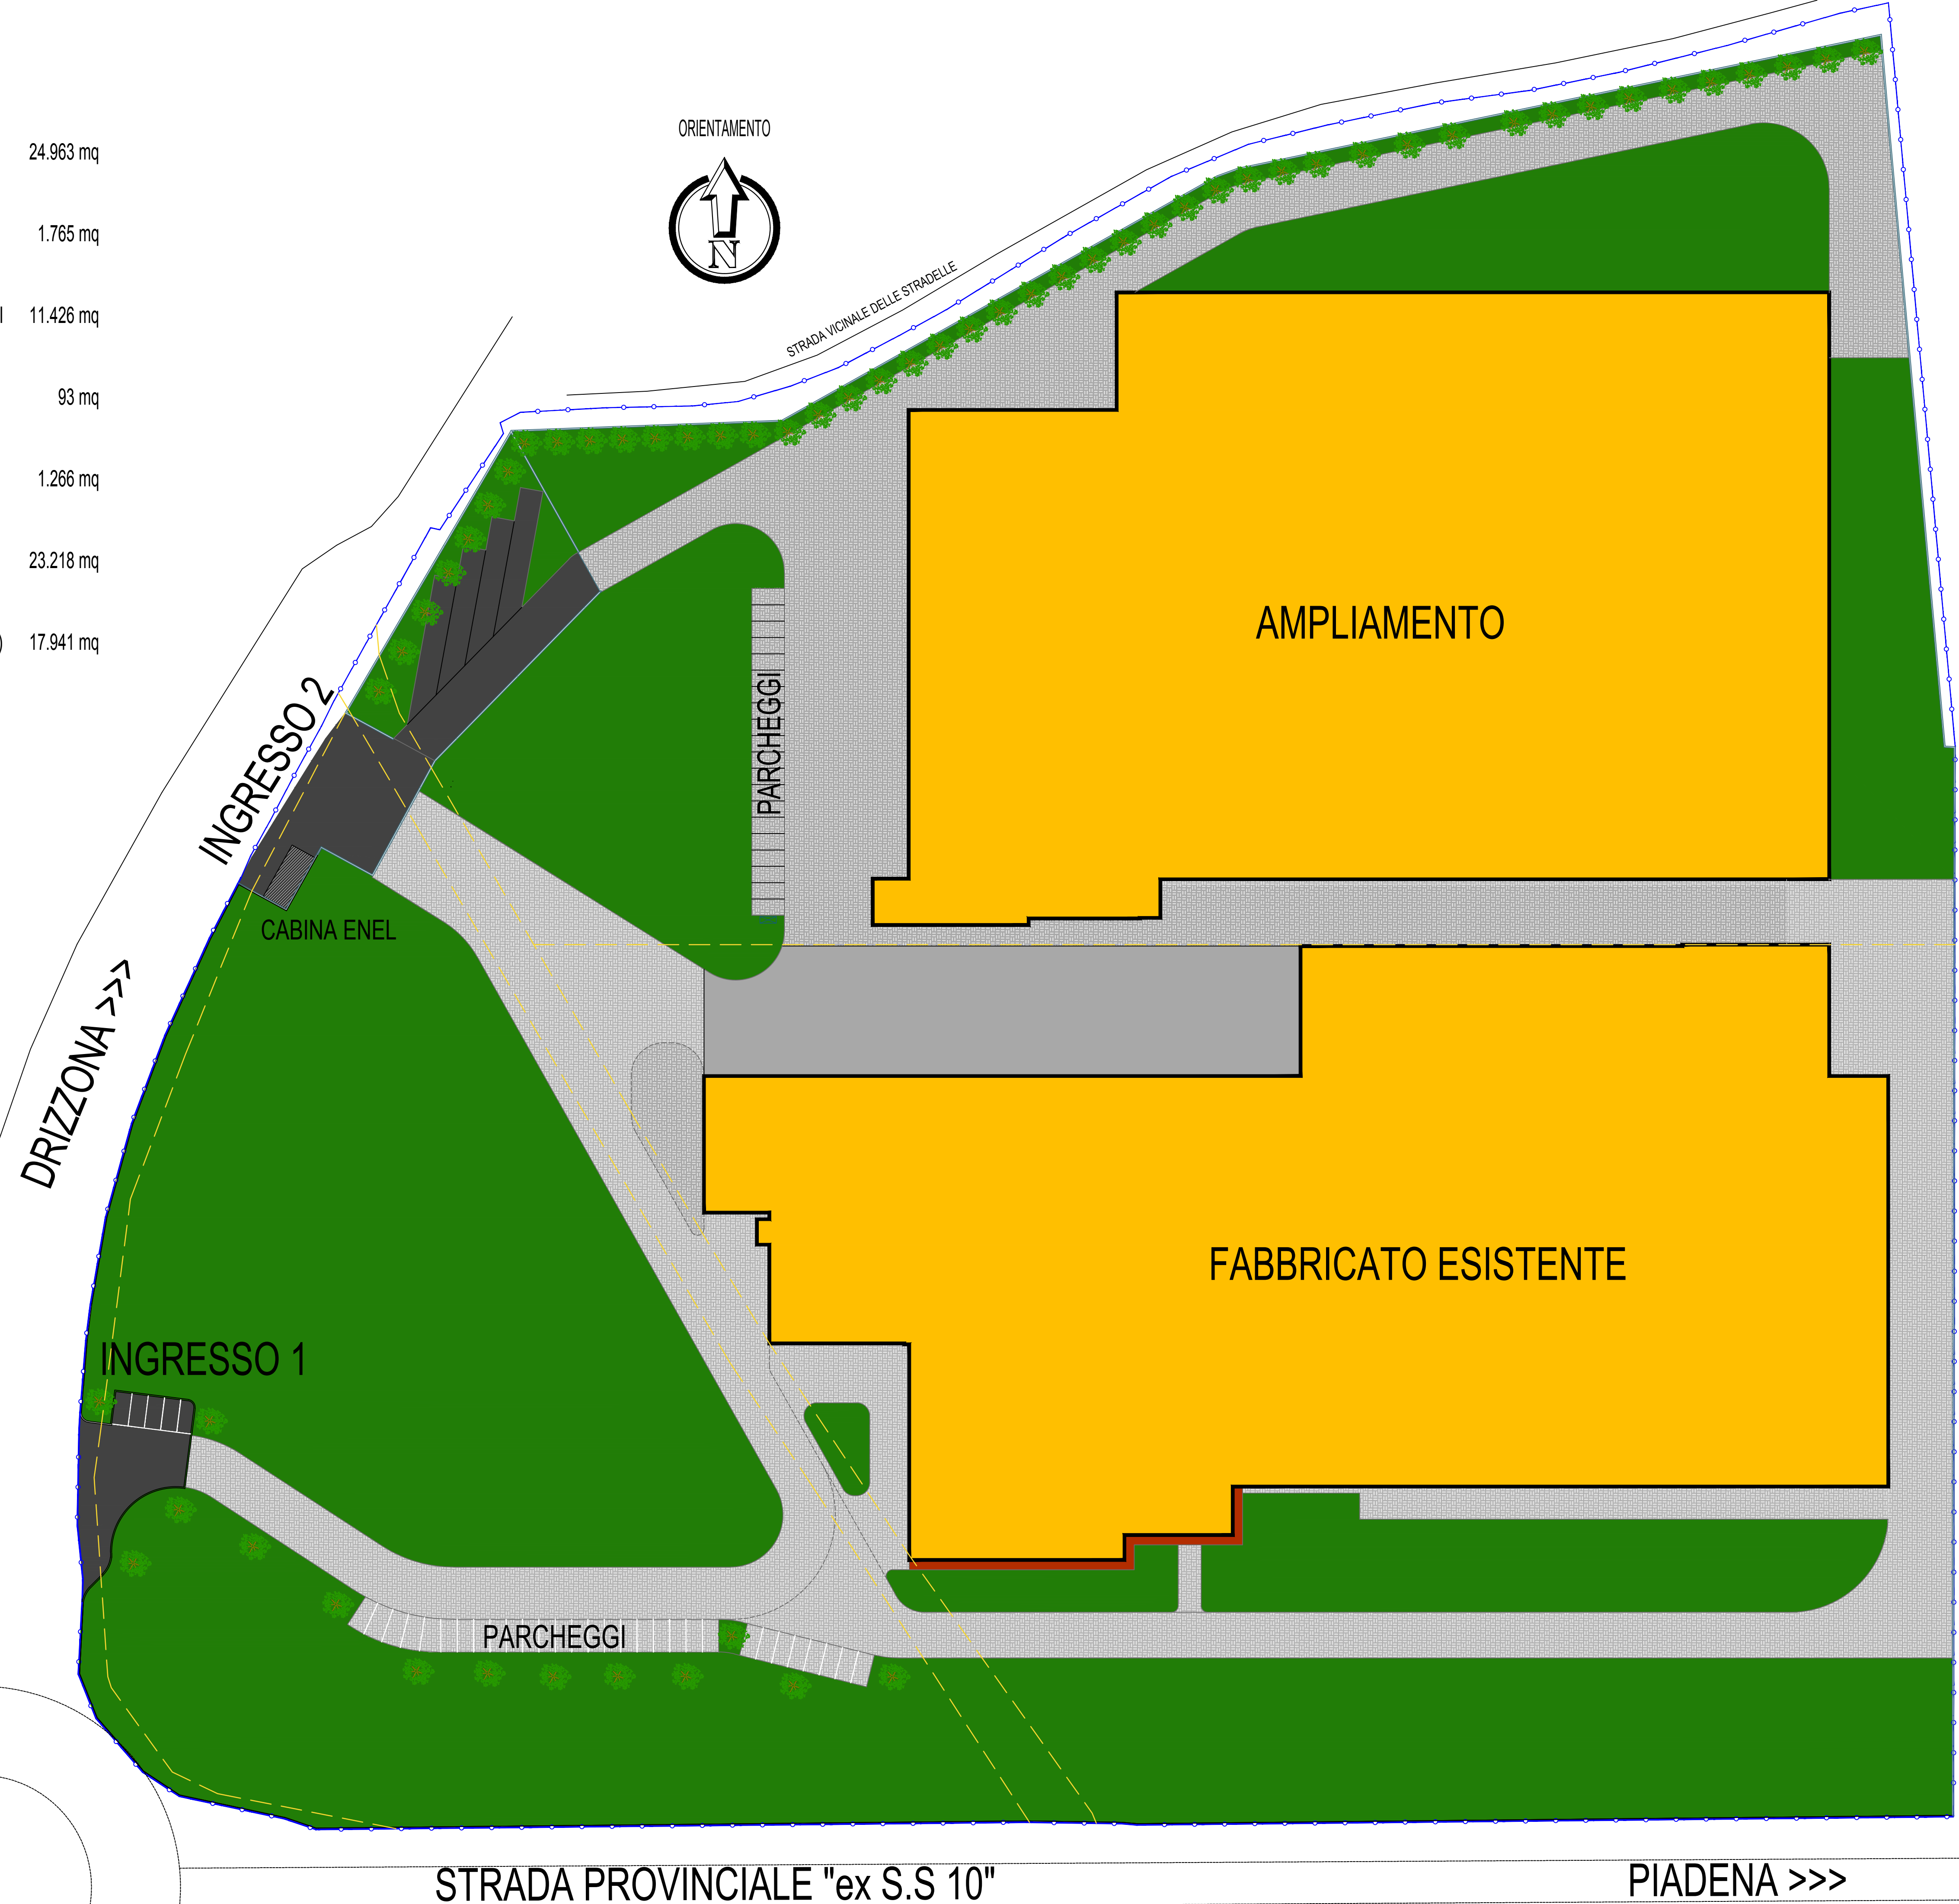 ORIENTAMENTO
N
24.963 mq
1.765 mq
11.426 mq
93 mq
1.266 mq
23.218 mq
) 17.941 mq
STRADA VICINALE DELLE STRADELLE
AMPLIAMENTO
PARCHEGGI
INGRESSO 2
CABINA ENEL
DRIZZONA >>>
FABBRICATO ESISTENTE
INGRESSO 1
PARCHEGGI
STRADA PROVINCIALE "ex S.S 10"
PIADENA >>>